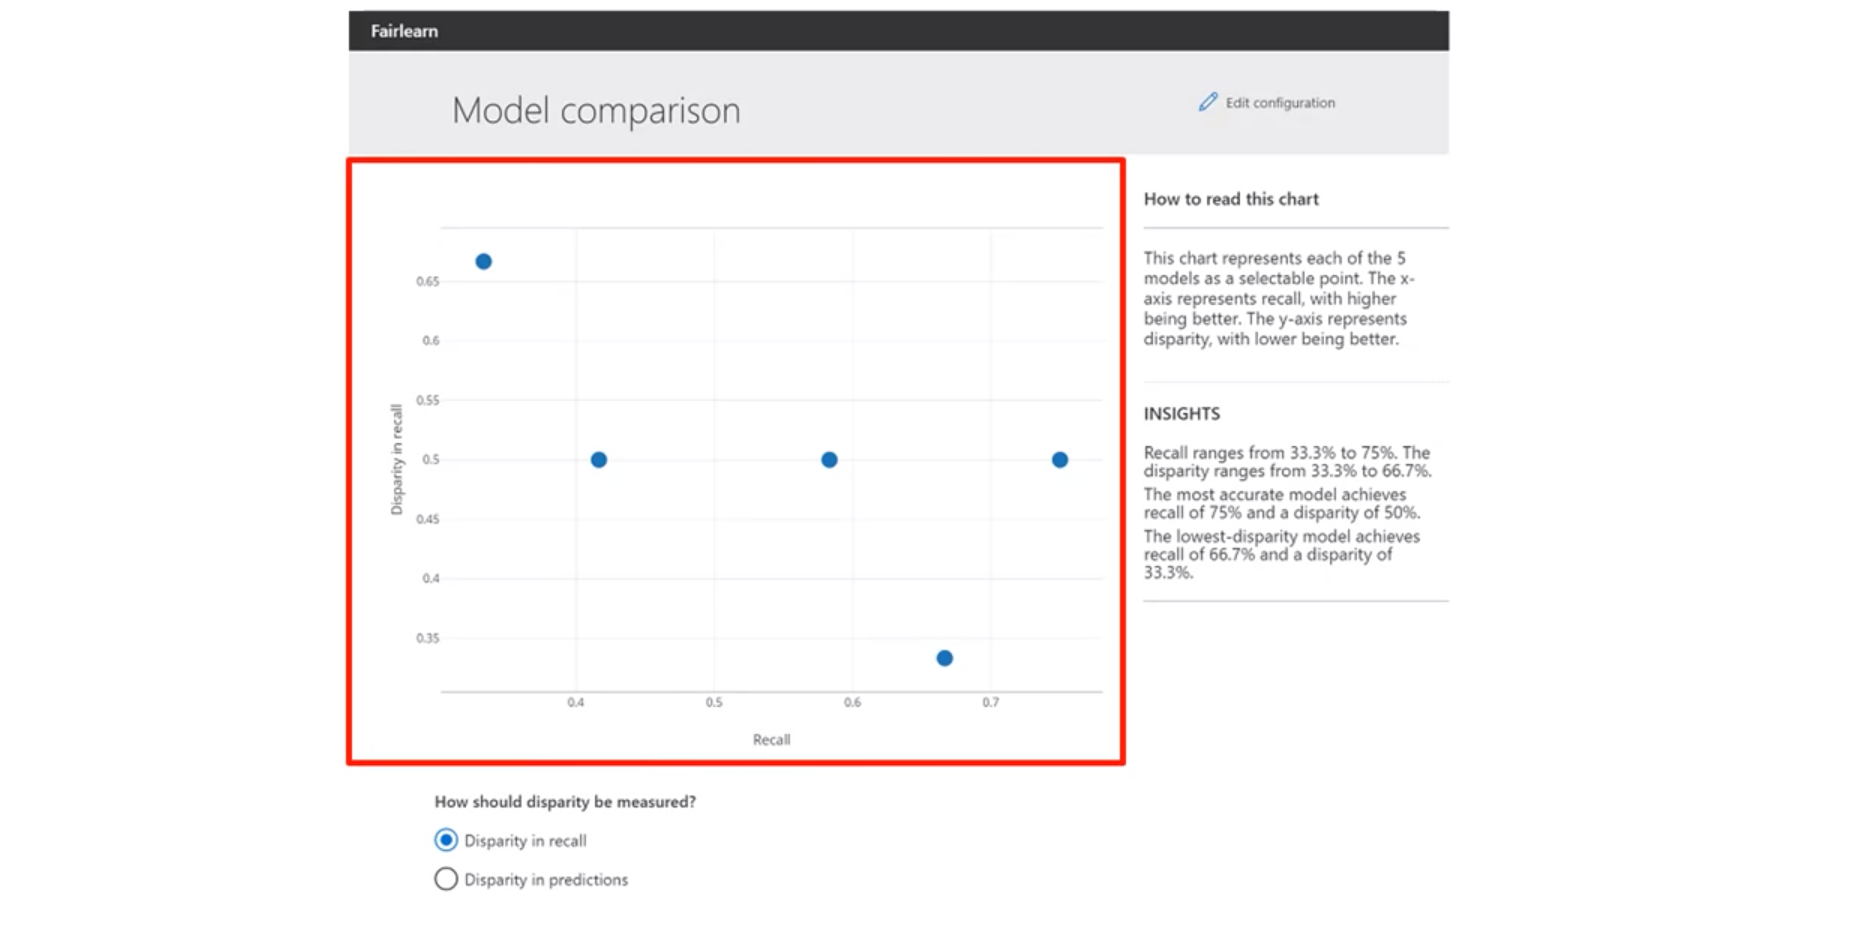 Fairlearn
Model comparison
Edit configuration
0.65
0.6
0.55
0.5
0.45
0.4
0.35
Disparity in recall
0.4 0.5 0.6 0.7
Recall
How to read this chart
This chart represents each of the 5
models as a selectable point. The x-
axis represents recall, with higher
being better. The y-axis represents
disparity, with lower being better.
INSIGHTS
Recall ranges from 33.3% to 75%. The
disparity ranges from 33.3% to 66.7%.
The most accurate model achieves
recall of 75% and a disparity of 50%.
The lowest-disparity model achieves
recall of 66.7% and a disparity of
33.3%.
How should disparity be measured?
Disparity in recall
Disparity in predictions